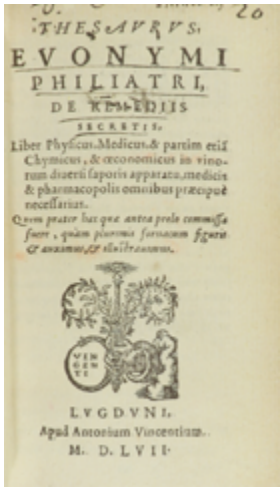 20
THESAVRVS,
EVONYMI
PHILIATRI,
DE REMEDIIS
SECRETIS,
Liber Physicus, Medicus, & partim etiã
Chymicus, & œconomicus in vino-
rum diuersi saporis apparatu, medicis
& pharmacopolis omnibus præcipuè
necessarius.
Quem præter hæc quæ antea prelo commissa
fuere, quàm plurimis fornacum figuris
& auximus, & illustrauimus.
VIN
CEN
TI
LVGDVNI,
Apud Antonium Vincentium.
M. D. LVII.